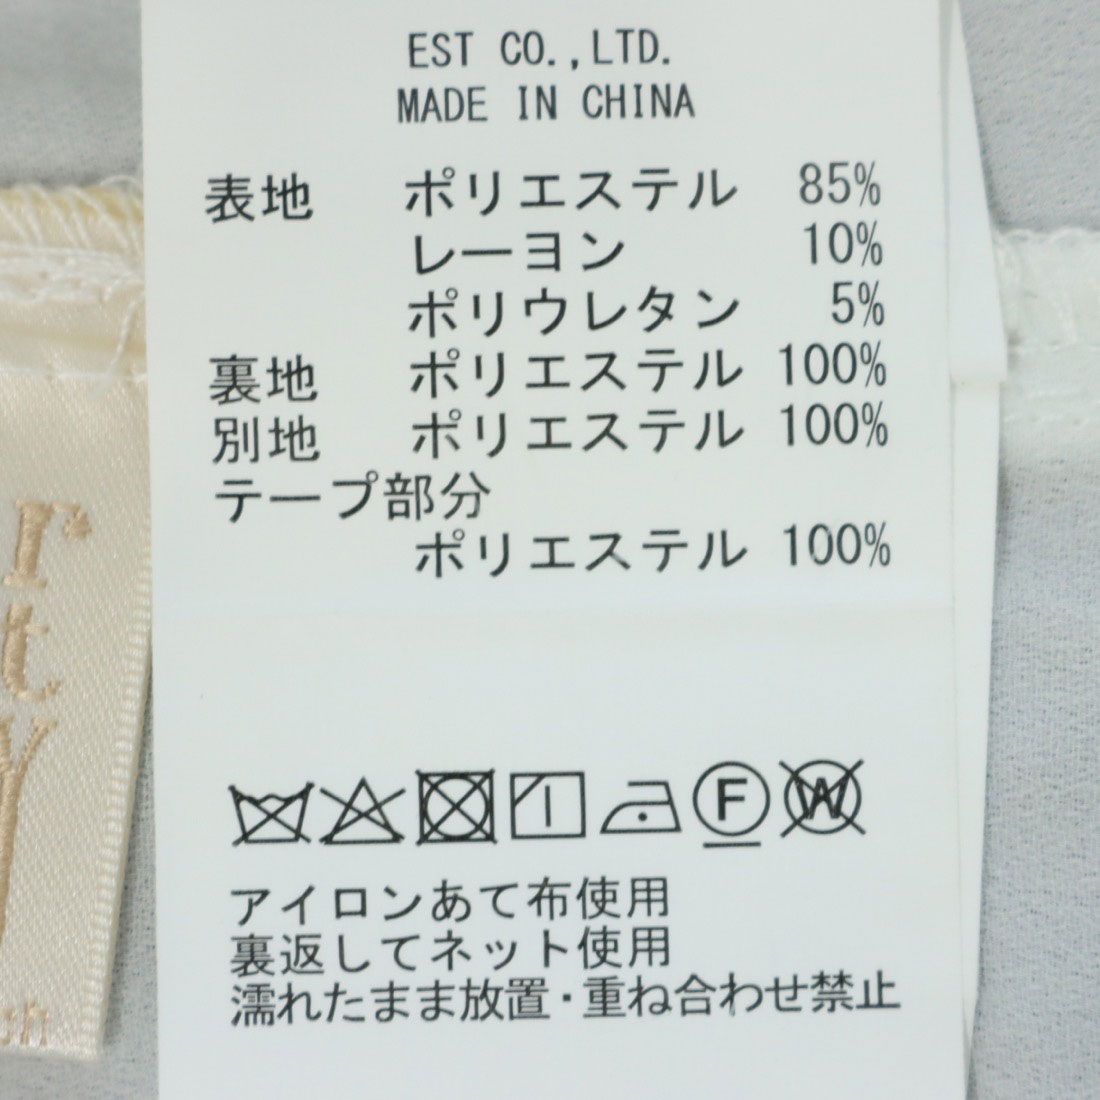 EST CO.,LTD.
MADE IN CHINA
表地 ポリエステル 85%
レーヨン 10%
ポリウレタン 5%
裏地 ポリエステル 100%
別地 ポリエステル 100%
テープ部分
ポリエステル 100%
F W
アイロンあて布使用
裏返してネット使用
濡れたまま放置・重ね合わせ禁止
r
t
y
ch